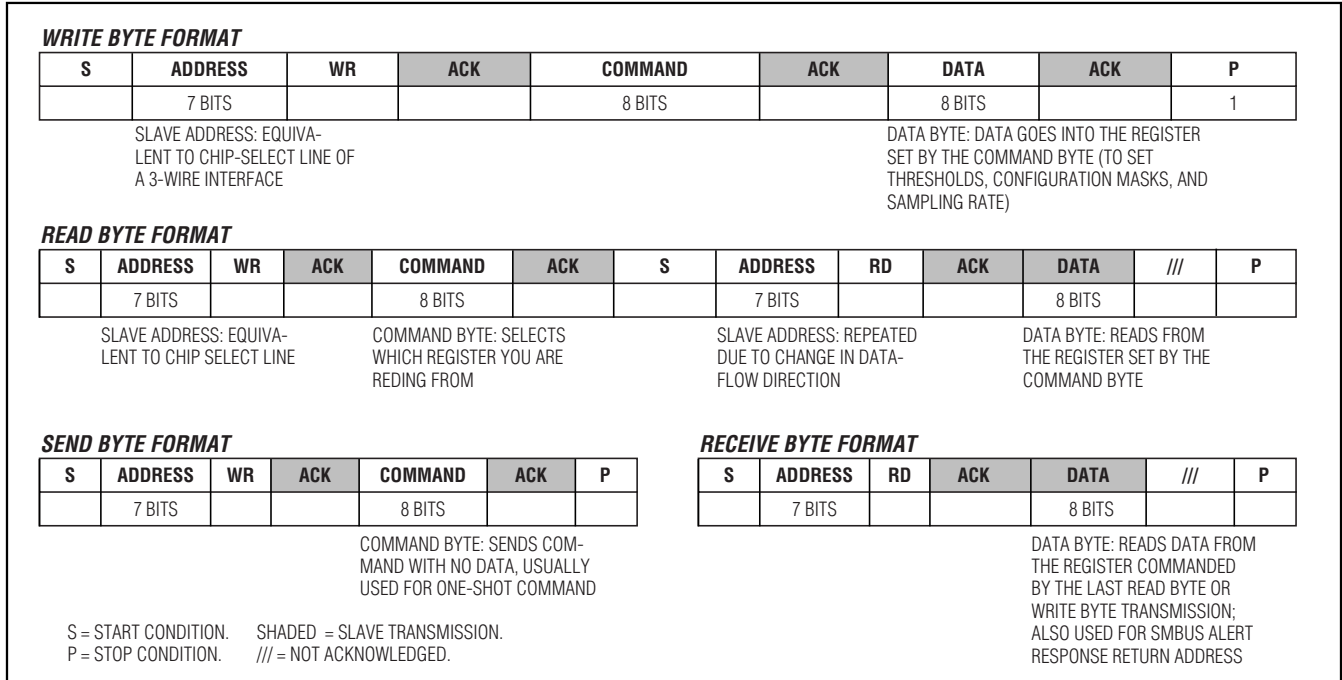 WRITE BYTE FORMAT
S ADDRESS WR ACK COMMAND ACK DATA ACK P
7 BITS 8 BITS 8 BITS 1
SLAVE ADDRESS: EQUIVA-
LENT TO CHIP-SELECT LINE OF
A 3-WIRE INTERFACE
DATA BYTE: DATA GOES INTO THE REGISTER
SET BY THE COMMAND BYTE (TO SET
THRESHOLDS, CONFIGURATION MASKS, AND
SAMPLING RATE)
READ BYTE FORMAT
S ADDRESS WR ACK COMMAND ACK S ADDRESS RD ACK DATA /// P
7 BITS 8 BITS 7 BITS 8 BITS
SLAVE ADDRESS: EQUIVA-
LENT TO CHIP SELECT LINE
COMMAND BYTE: SELECTS
WHICH REGISTER YOU ARE
REDING FROM
SLAVE ADDRESS: REPEATED
DUE TO CHANGE IN DATA-
FLOW DIRECTION
DATA BYTE: READS FROM
THE REGISTER SET BY THE
COMMAND BYTE
SEND BYTE FORMAT
S ADDRESS WR ACK COMMAND ACK P
7 BITS 8 BITS
COMMAND BYTE: SENDS COM-
MAND WITH NO DATA, USUALLY
USED FOR ONE-SHOT COMMAND
RECEIVE BYTE FORMAT
S ADDRESS RD ACK DATA /// P
7 BITS 8 BITS
DATA BYTE: READS DATA FROM
THE REGISTER COMMANDED
BY THE LAST READ BYTE OR
WRITE BYTE TRANSMISSION;
ALSO USED FOR SMBUS ALERT
RESPONSE RETURN ADDRESS
S = START CONDITION. SHADED = SLAVE TRANSMISSION.
P = STOP CONDITION. /// = NOT ACKNOWLEDGED.